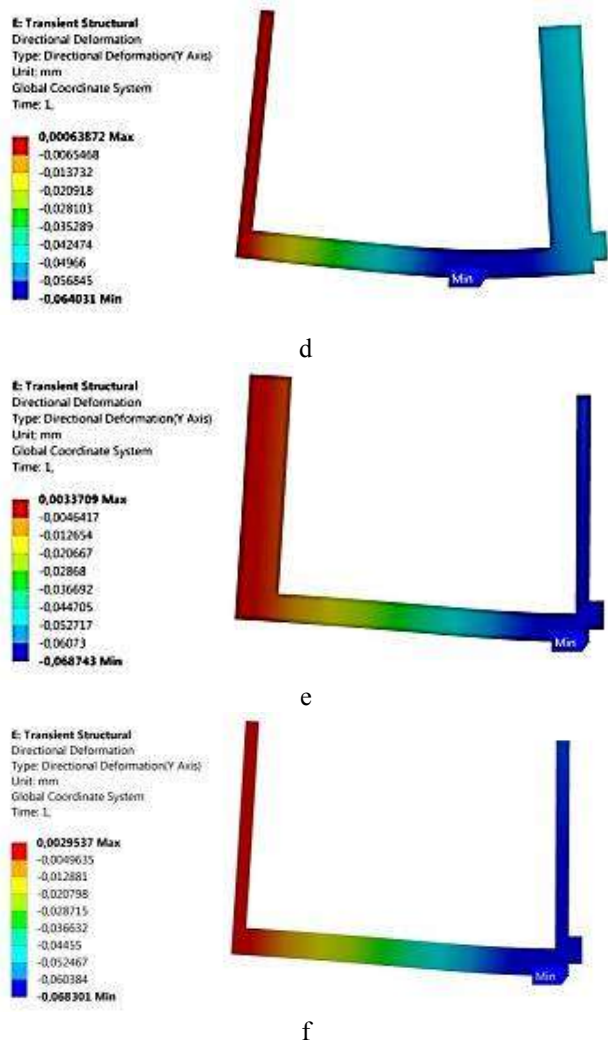 E: Transient Structural
Directional Deformation
Type: Directional Deformation(Y Axis)
Unit: mm
Global Coordinate System
Time: 1,
0,00063872 Max
-0,0065468
-0,013732
-0,020918
-0,028103
-0,035289
-0,042474
-0,04966
-0,056845
-0,064031 Min
Min
d
E: Transient Structural
Directional Deformation
Type: Directional Deformation(Y Axis)
Unit: mm
Global Coordinate System
Time: 1,
0,0033709 Max
-0,0046417
-0,012654
-0,020667
-0,02868
-0,036692
-0,044705
-0,052717
-0,06073
-0,068743 Min
Min
e
E: Transient Structural
Directional Deformation
Type: Directional Deformation(Y Axis)
Unit: mm
Global Coordinate System
Time: 1,
0,0029537 Max
-0,0049635
-0,012881
-0,020798
-0,028715
-0,036632
-0,04455
-0,052467
-0,060384
-0,068301 Min
Min
f